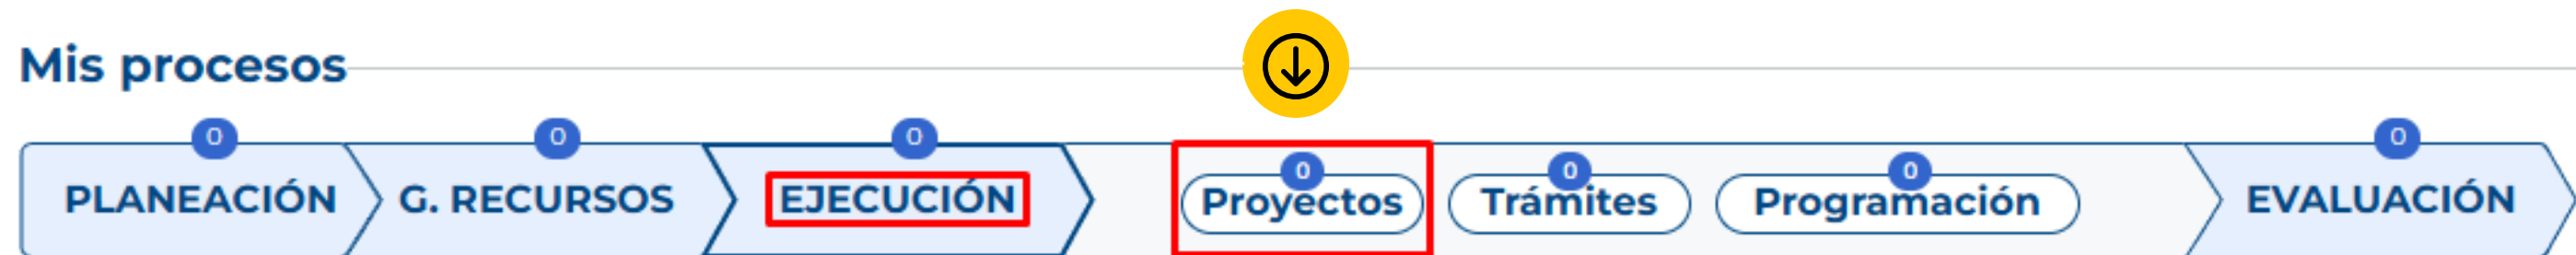 Mis procesos
0 0 0 0
0 0 0
PLANEACIÓN G. RECURSOS EJECUCIÓN Proyectos Trámites Programación EVALUACIÓN